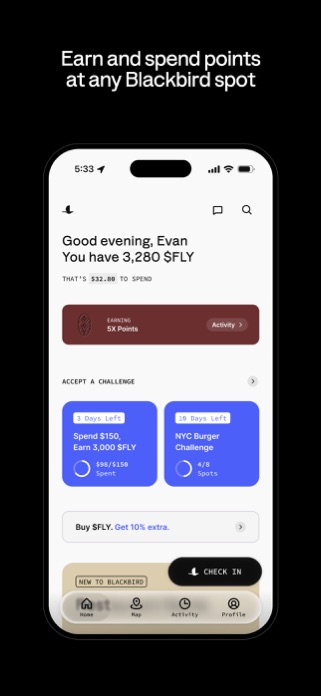 Earn and spend points
at any Blackbird spot
5:33
Good evening, Evan
You have 3,280 $FLY
THAT'S $32.80 TO SPEND
EARNING
5X Points
Activity
ACCEPT A CHALLENGE
3 Days Left
Spend $150,
Earn 3,000 $FLY
$98/$150
Spent
10 Days Left
NYC Burger
Challenge
4/8
Spots
Buy $FLY. Get 10% extra.
CHECK IN
NEW TO BLACKBIRD
Home
Map
Activity
Profile